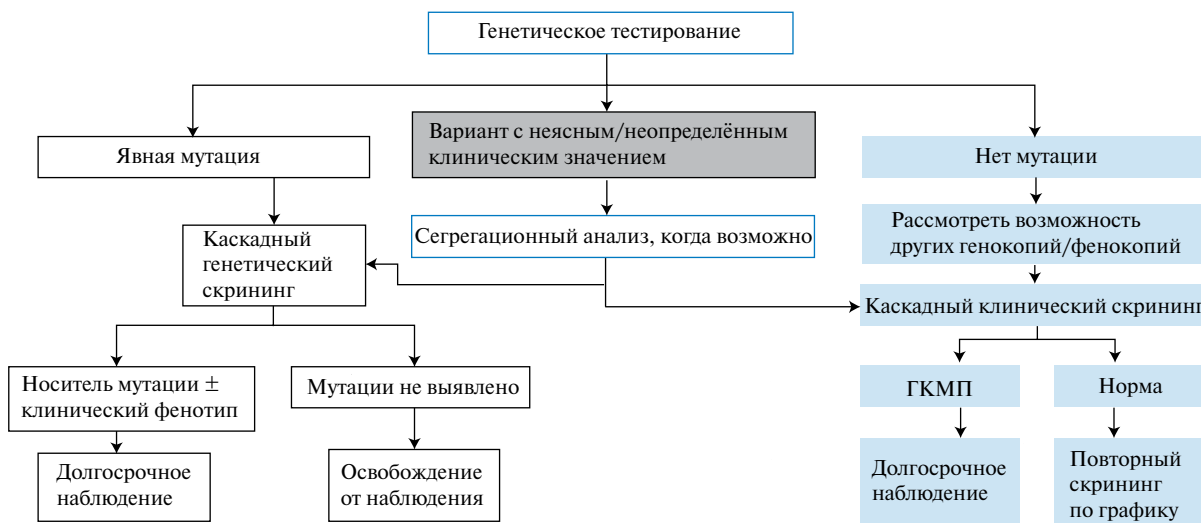 Генетическое тестирование
Явная мутация
Вариант с неясным/неопределённым
клиническим значением
Нет мутации
Сегрегационный анализ, когда возможно
Рассмотреть возможность
других генокопий/фенокопий
Каскадный
генетический
скрининг
Каскадный клинический скрининг
Носитель мутации ±
клинический фенотип
Мутации не выявлено
ГКМП
Норма
Долгосрочное
наблюдение
Освобождение
от наблюдения
Долгосрочное
наблюдение
Повторный
скрининг
по графику